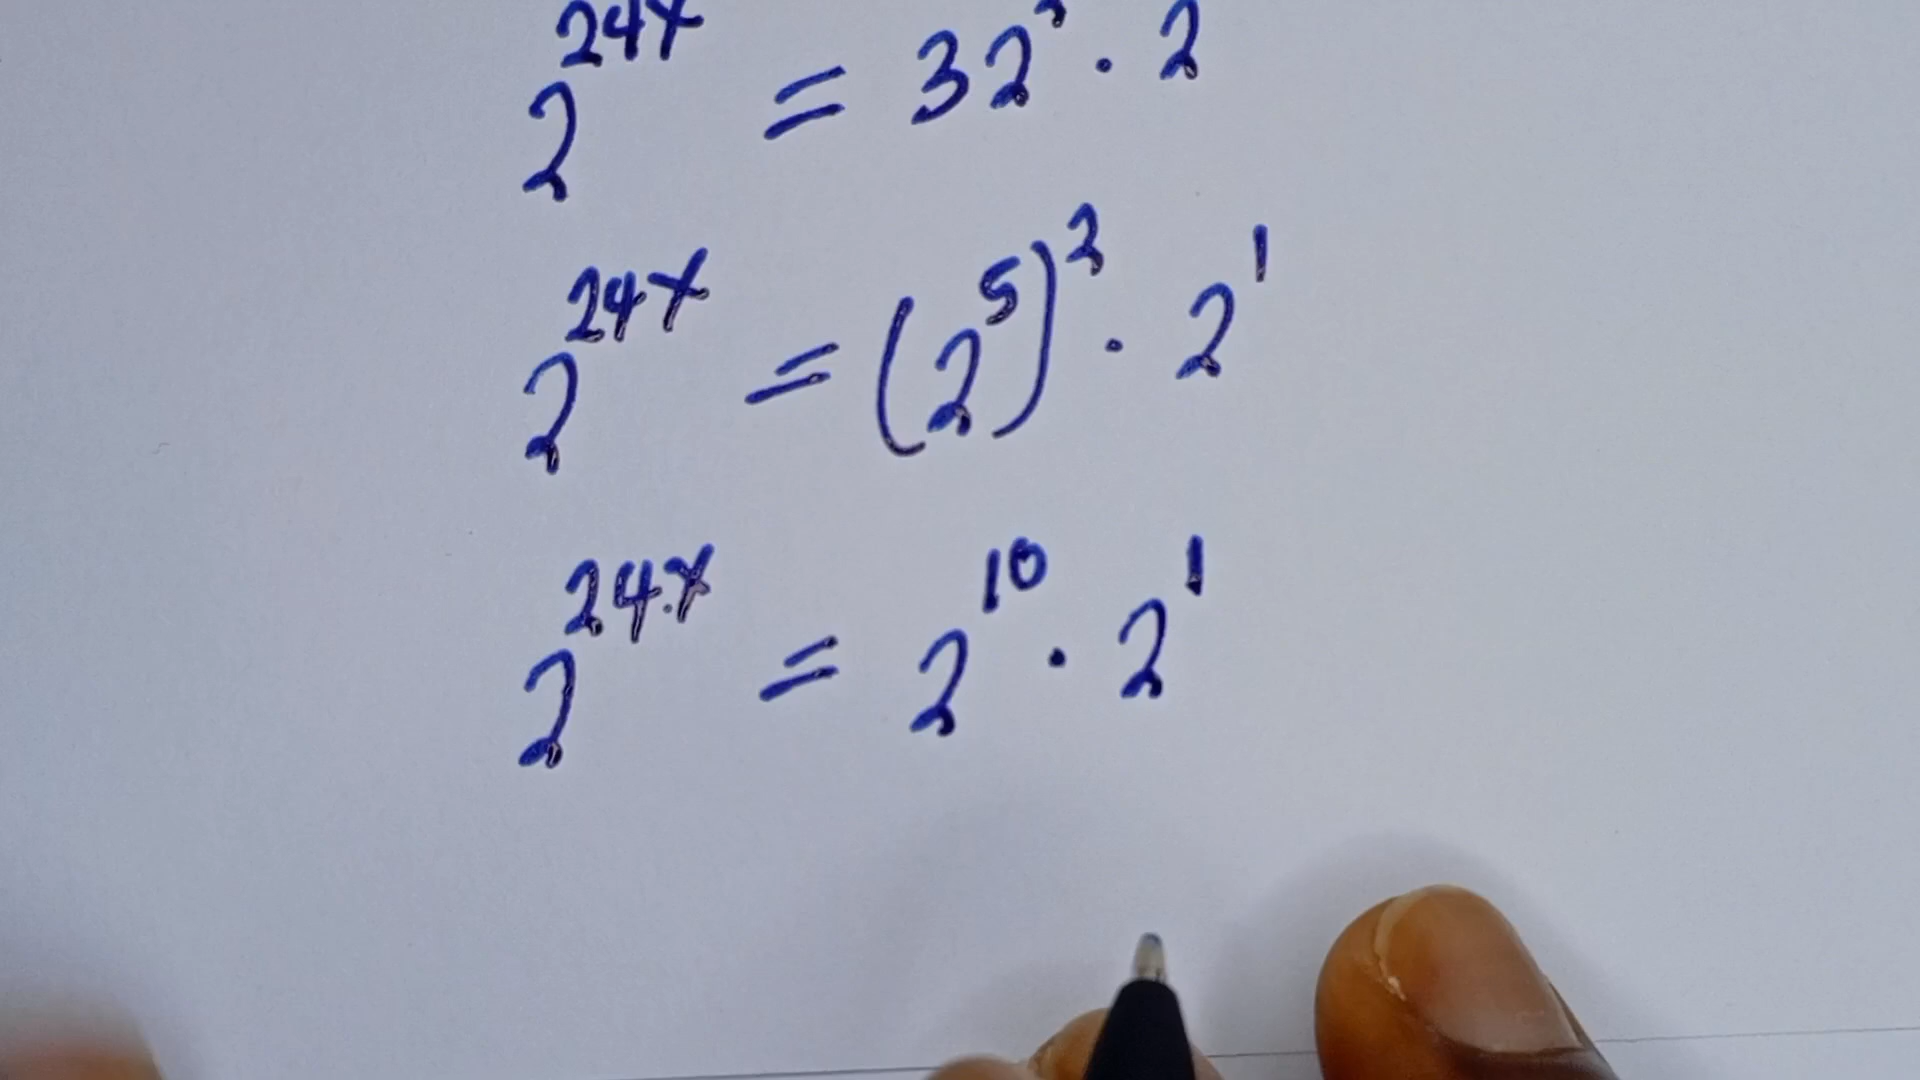 2^{24x} = 32^2 · 2
2^{24x} = (2^5)^2 · 2^1
2^{24x} = 2^{10} · 2^1